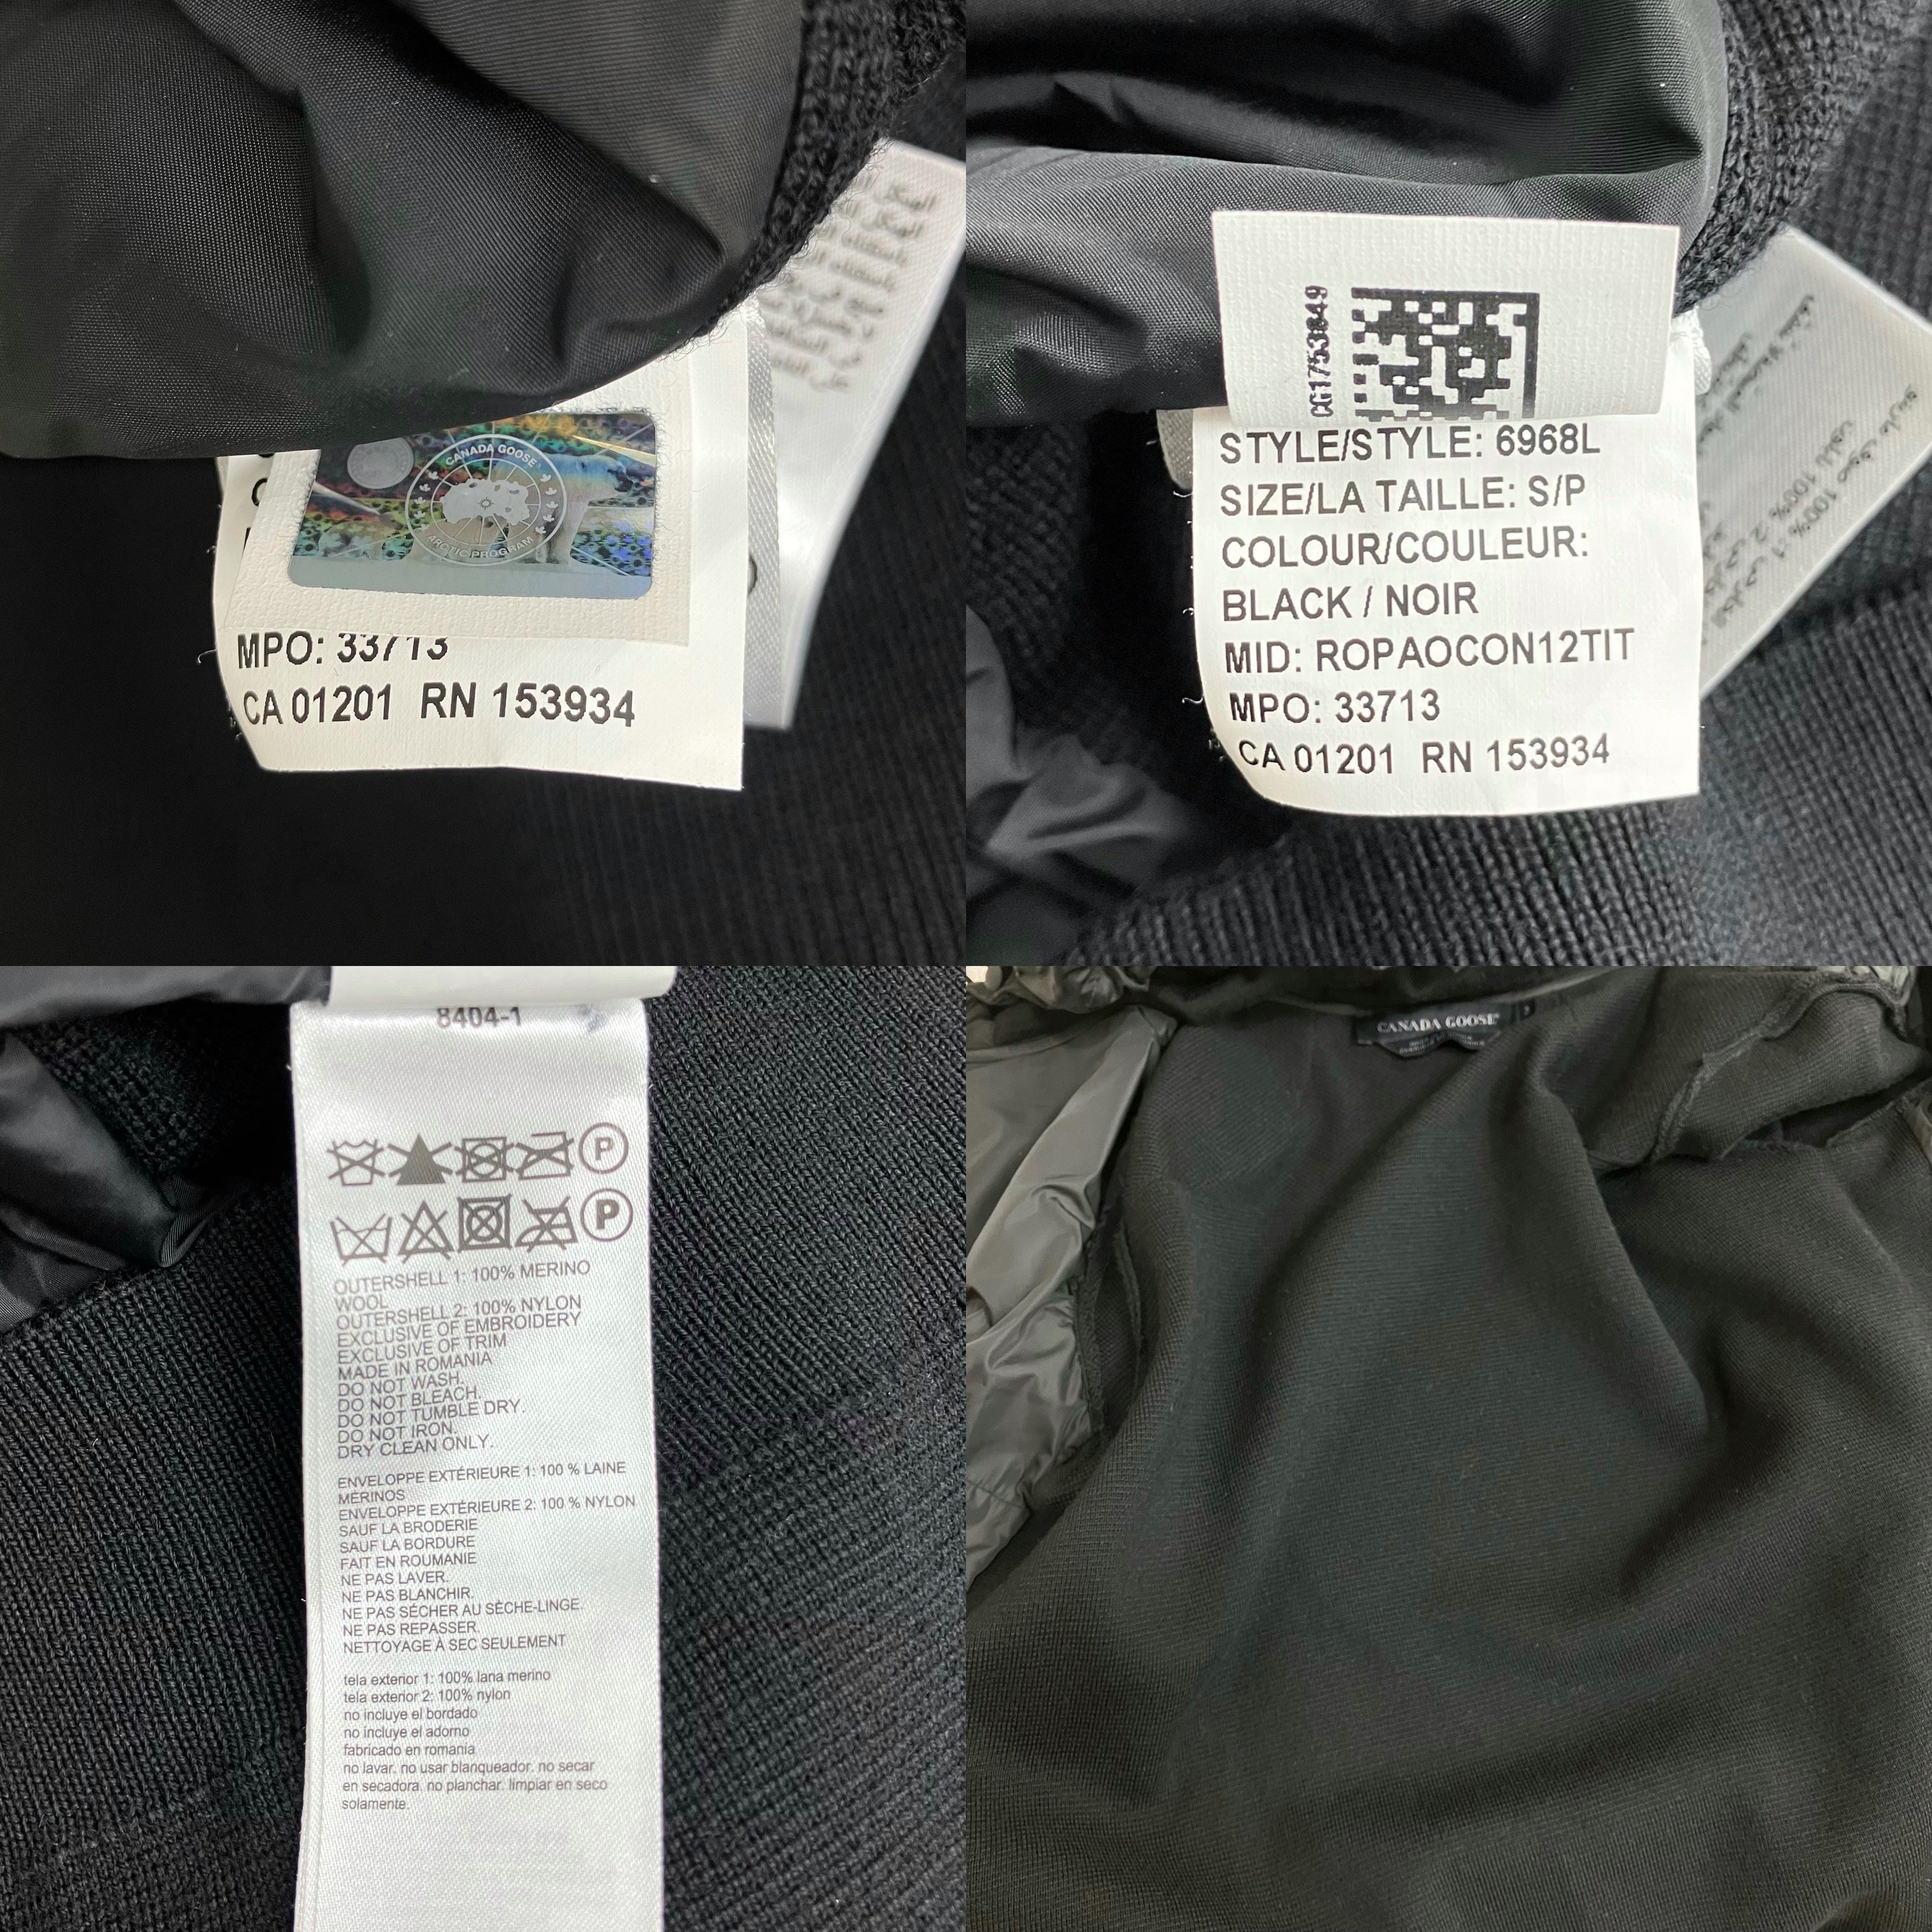 CANADA GOOSE
ARCTIC PROGRAM
MPO: 33713
CA 01201 RN 153934
CG1753849
STYLE/STYLE: 6968L
SIZE/LA TAILLE: S/P
COLOUR/COULEUR:
BLACK / NOIR
MID: ROPAOCON12TIT
MPO: 33713
CA 01201 RN 153934
8404-1
P
P
OUTERSHELL 1: 100% MERINO
WOOL
OUTERSHELL 2: 100% NYLON
EXCLUSIVE OF EMBROIDERY
EXCLUSIVE OF TRIM
MADE IN ROMANIA
DO NOT WASH.
DO NOT BLEACH.
DO NOT TUMBLE DRY.
DO NOT IRON.
DRY CLEAN ONLY.
ENVELOPPE EXTÉRIEURE 1: 100 % LAINE
MÉRINOS
ENVELOPPE EXTÉRIEURE 2: 100 % NYLON
SAUF LA BRODERIE
SAUF LA BORDURE
FAIT EN ROUMANIE
NE PAS LAVER.
NE PAS BLANCHIR.
NE PAS SÉCHER AU SÈCHE-LINGE.
NE PAS REPASSER.
NETTOYAGE À SEC SEULEMENT
tela exterior 1: 100% lana merino
tela exterior 2: 100% nylon
no incluye el bordado
no incluye el adorno
fabricado en romania
no lavar. no usar blanqueador. no secar
en secadora. no planchar. limpiar en seco
solamente.
CANADA GOOSE